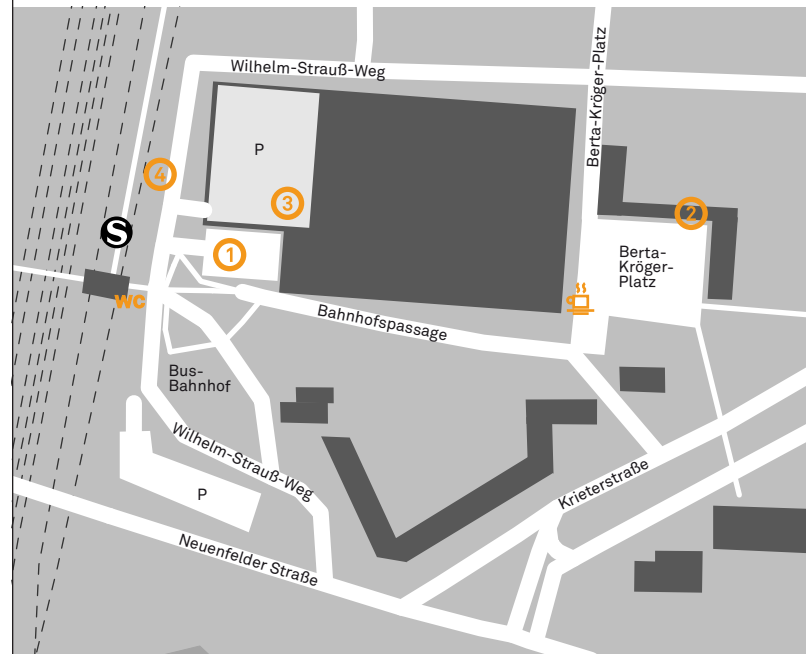 Wilhelm-Strauß-Weg
Berta-Kröger-Platz
P
4
3
2
S
1
Berta-
Kröger-
Platz
WC
Bahnhofspassage
Bus-
Bahnhof
Wilhelm-Strauß-Weg
P
Krieterstraße
Neuenfelder Straße